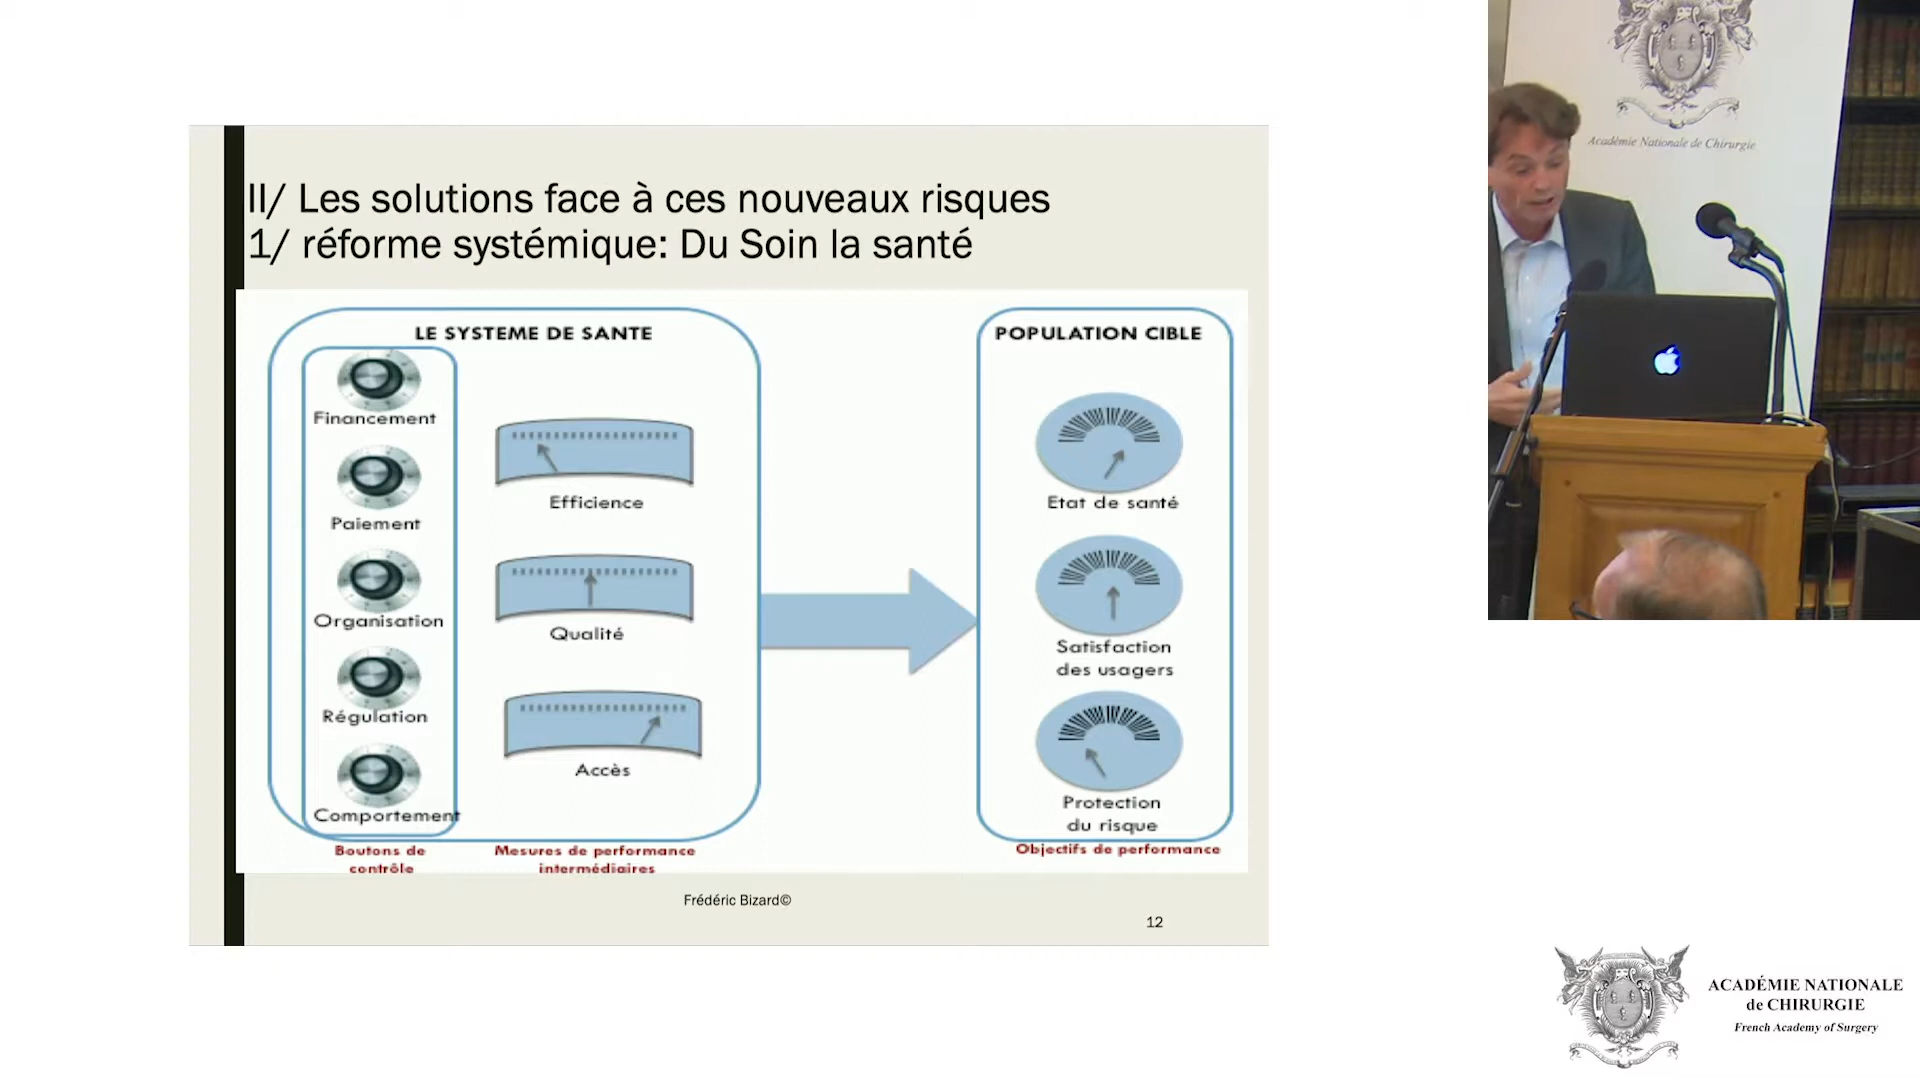 II/ Les solutions face à ces nouveaux risques
1/ réforme systémique: Du Soin la santé
LE SYSTEME DE SANTE
Financement
Paiement
Organisation
Régulation
Comportement
Boutons de
contrôle
Efficience
Qualité
Accès
Mesures de performance
intermédiaires
POPULATION CIBLE
Etat de santé
Satisfaction
des usagers
Protection
du risque
Objectifs de performance
Frédéric Bizard©
12
Académie Nationale de Chirurgie
ACADÉMIE NATIONALE
de CHIRURGIE
French Academy of Surgery